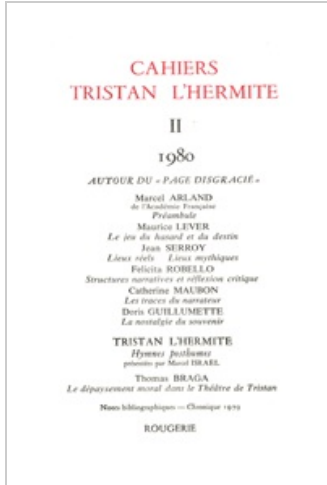 CAHIERS
TRISTAN L'HERMITE
II
1980
AUTOUR DU « PAGE DISGRACIÉ »
Marcel ARLAND
de l'Académie Française
Préambule
Maurice LEVER
Le jeu du hasard et du destin
Jean SERROY
Lieux réels Lieux mythiques
Felicita ROBELLO
Structures narratives et réflexion critique
Catherine MAUBON
Les traces du narrateur
Doris GUILLUMETTE
La nostalgie du souvenir
TRISTAN L'HERMITE
Hymnes posthumes
présentés par Marcel ISRAEL
Thomas BRAGA
Le dépaysement moral dans le Théâtre de Tristan
Notes bibliographiques — Chronique 1979
ROUGERIE